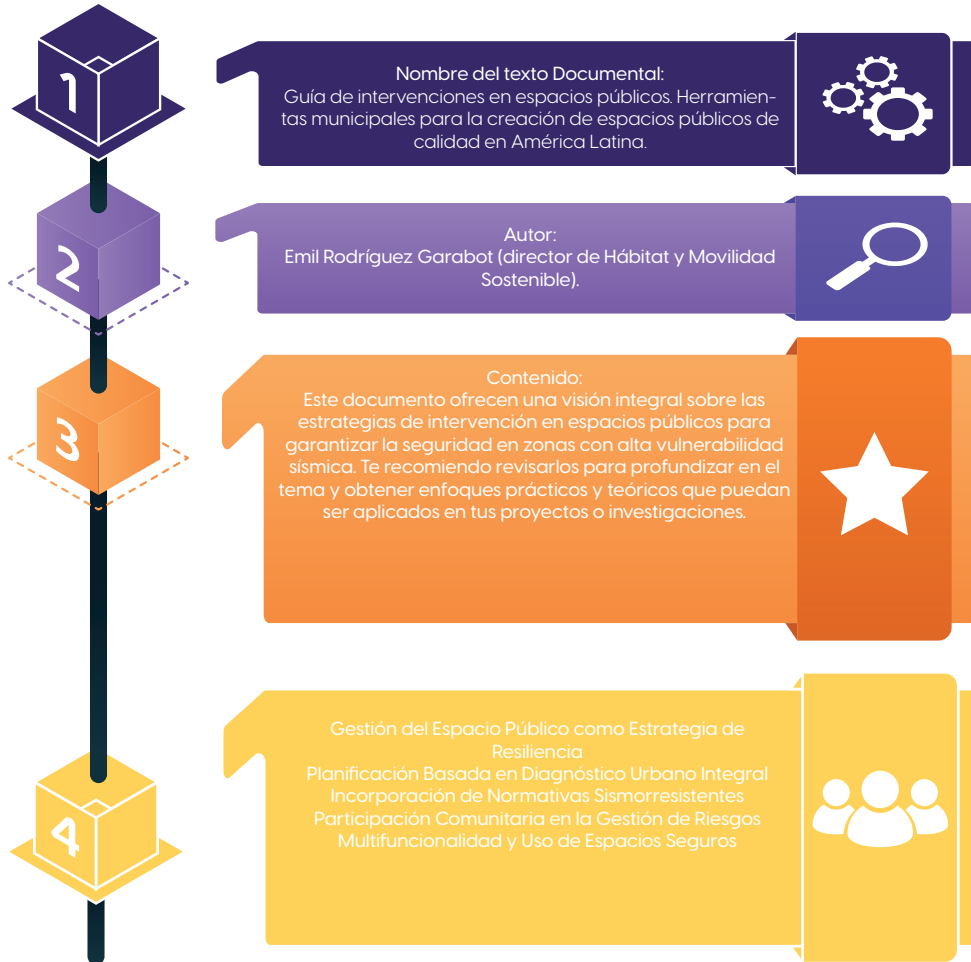 1
Nombre del texto Documental:
Guía de intervenciones en espacios públicos. Herramien-
tas municipales para la creación de espacios públicos de
calidad en América Latina.
2
Autor:
Emil Rodríguez Garabot (director de Hábitat y Movilidad
Sostenible).
3
Contenido:
Este documento ofrecen una visión integral sobre las
estrategias de intervención en espacios públicos para
garantizar la seguridad en zonas con alta vulnerabilidad
sísmica. Te recomiendo revisarlos para profundizar en el
tema y obtener enfoques prácticos y teóricos que puedan
ser aplicados en tus proyectos o investigaciones.
4
Gestión del Espacio Público como Estrategia de
Resiliencia
Planificación Basada en Diagnóstico Urbano Integral
Incorporación de Normativas Sismorresistentes
Participación Comunitaria en la Gestión de Riesgos
Multifuncionalidad y Uso de Espacios Seguros